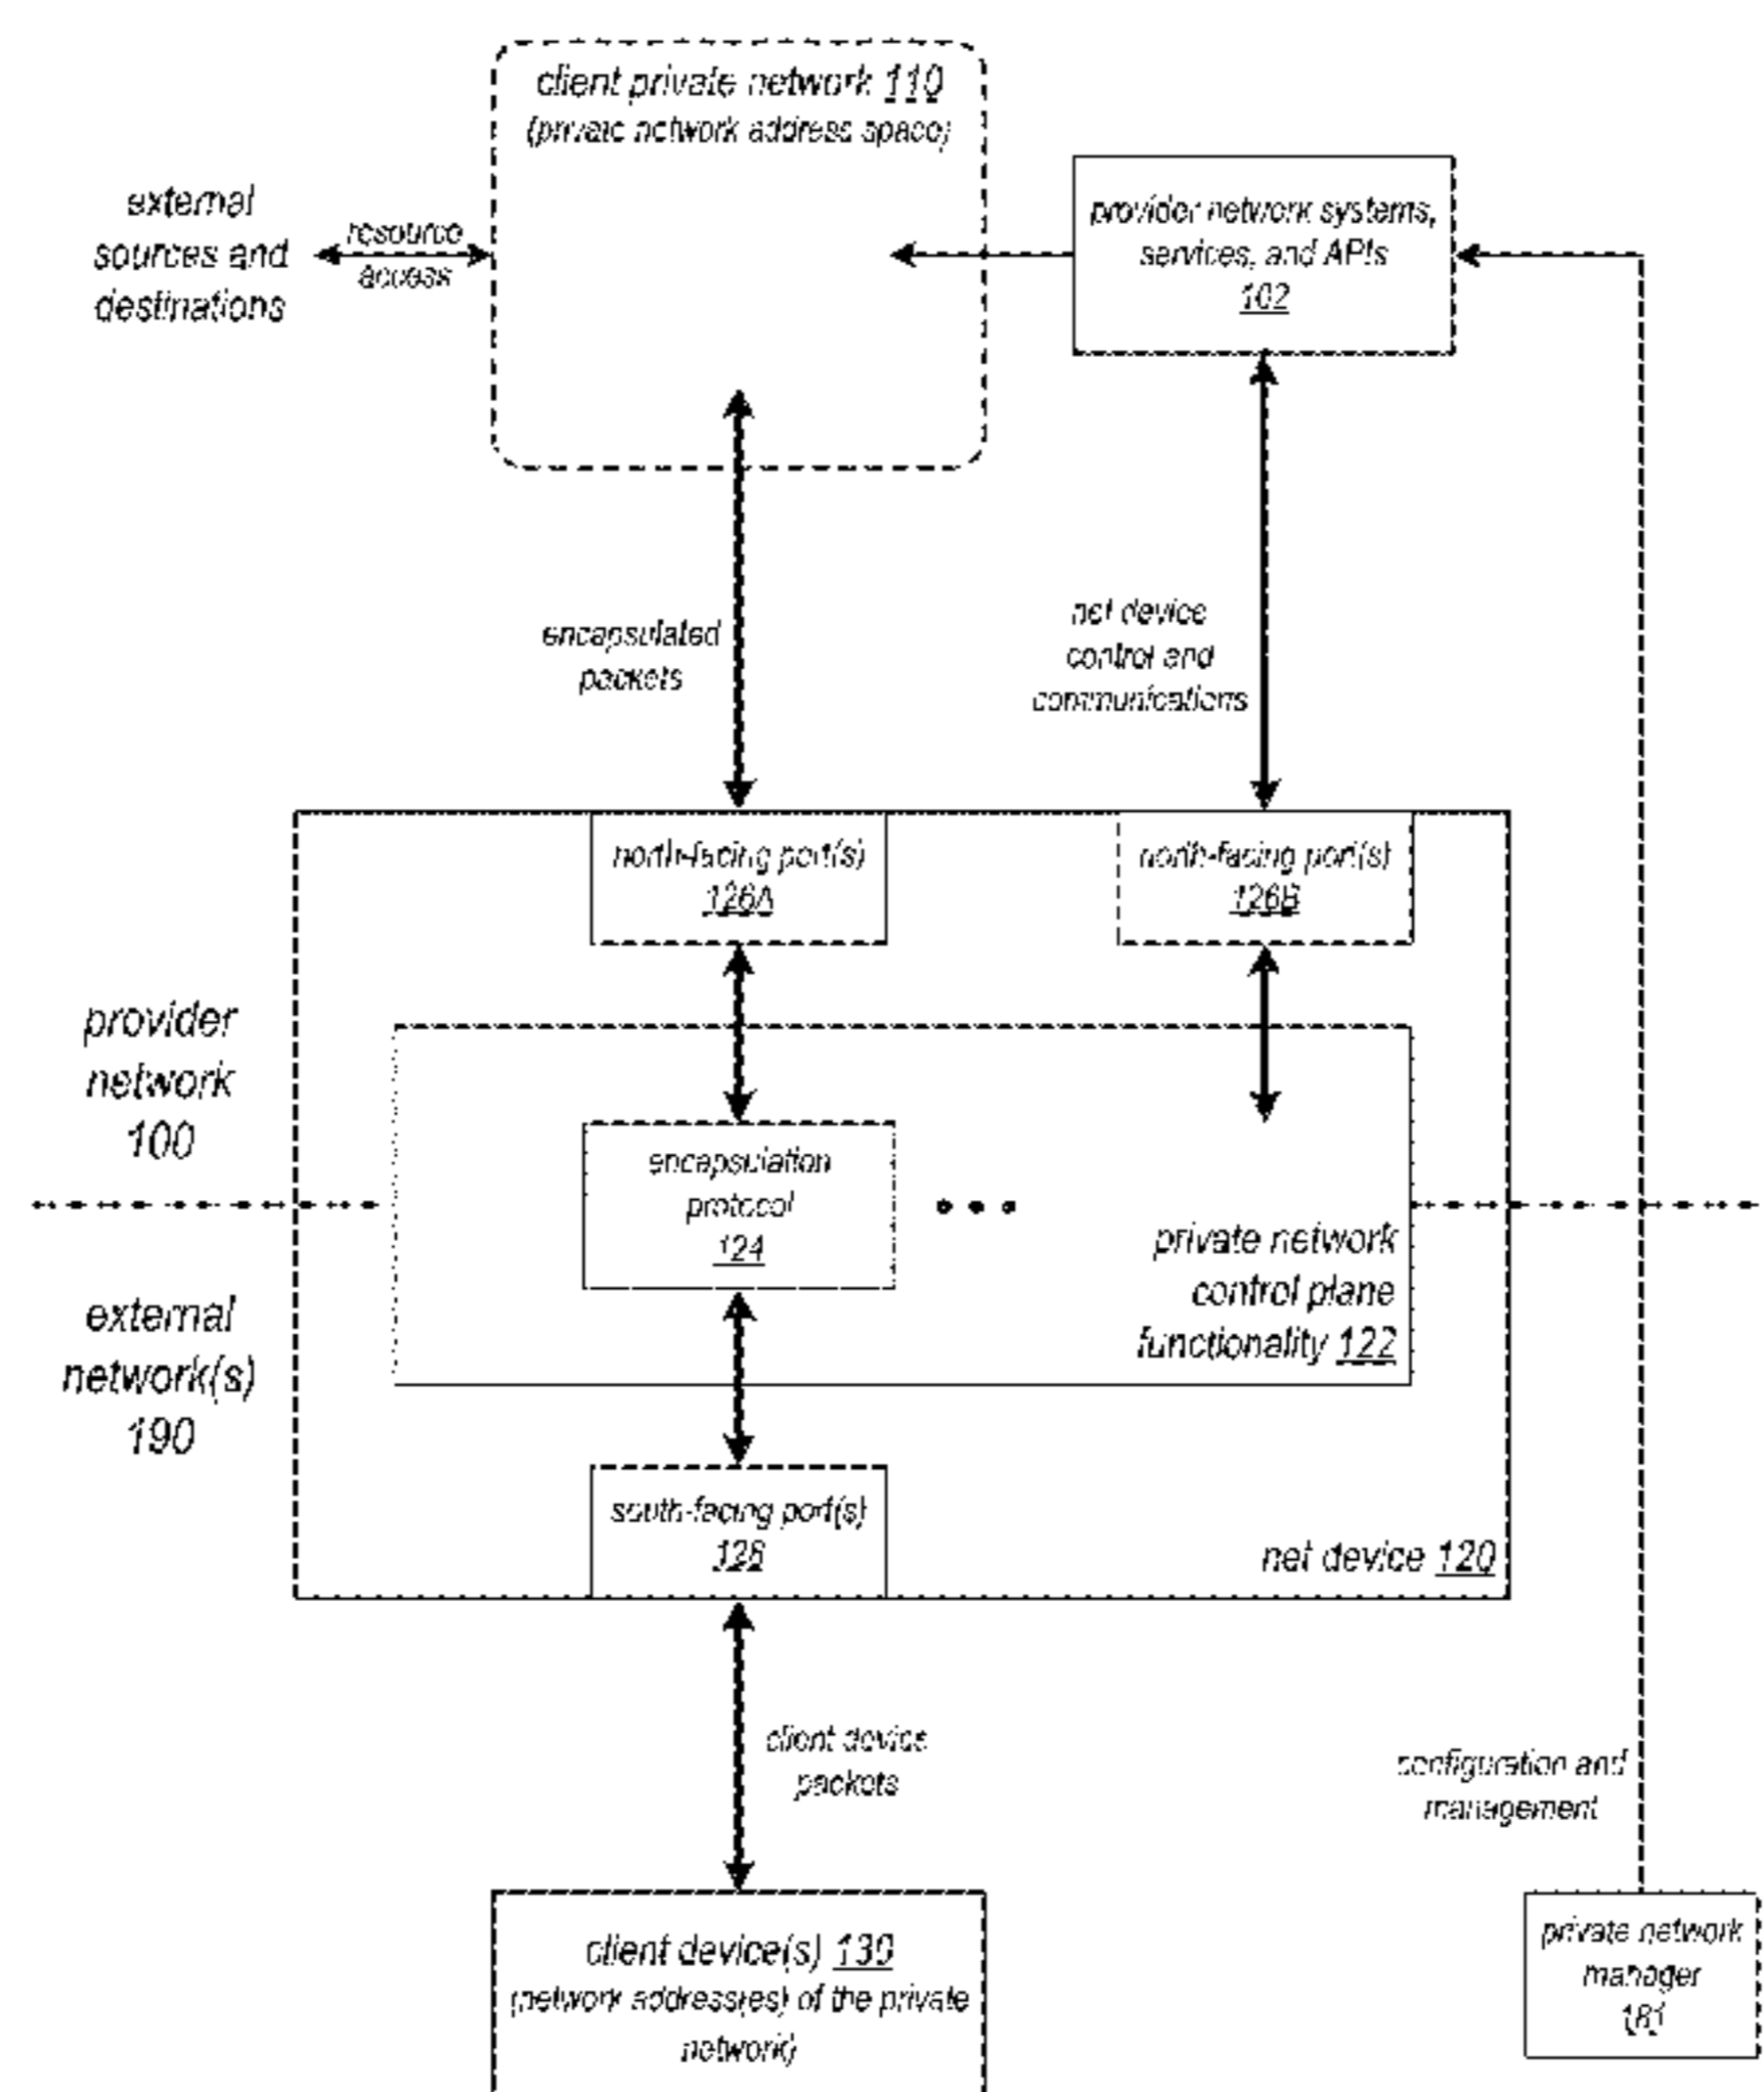 client private network 110
(private network address space)
external
sources and
destinations
resource
access
provider network systems,
services, and APIs
102
encapsulated
packets
net device
control and
communications
north-facing port(s)
126A
north-facing port(s)
126B
provider
network
100
encapsulation
protocol
124
private network
control plane
functionality 122
external
network(s)
190
south-facing port(s)
128
net device 120
client device
packets
configuration and
management
client device(s) 130
(network address(es) of the private
network)
private network
manager
181